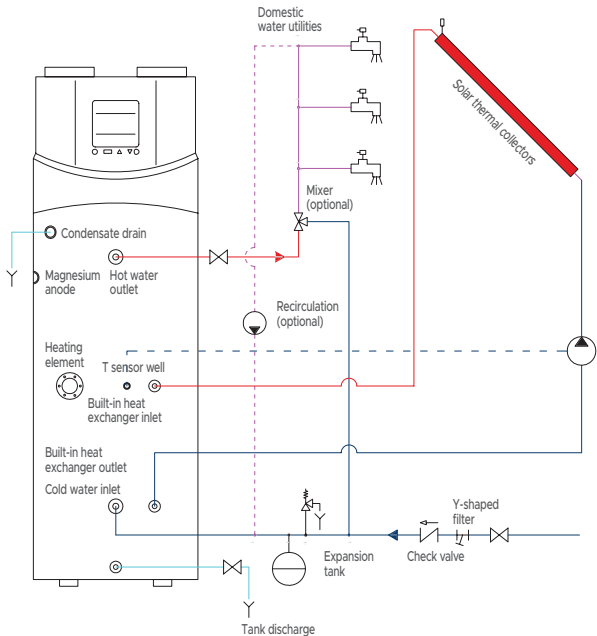 Domestic
water utilities
Solar thermal collectors
Mixer
(optional)
Condensate drain
Magnesium
anode
Hot water
outlet
Recirculation
(optional)
Heating
element
T sensor well
Built-in heat
exchanger inlet
Built-in heat
exchanger outlet
Cold water inlet
Y-shaped
filter
Expansion
tank
Check valve
Tank discharge